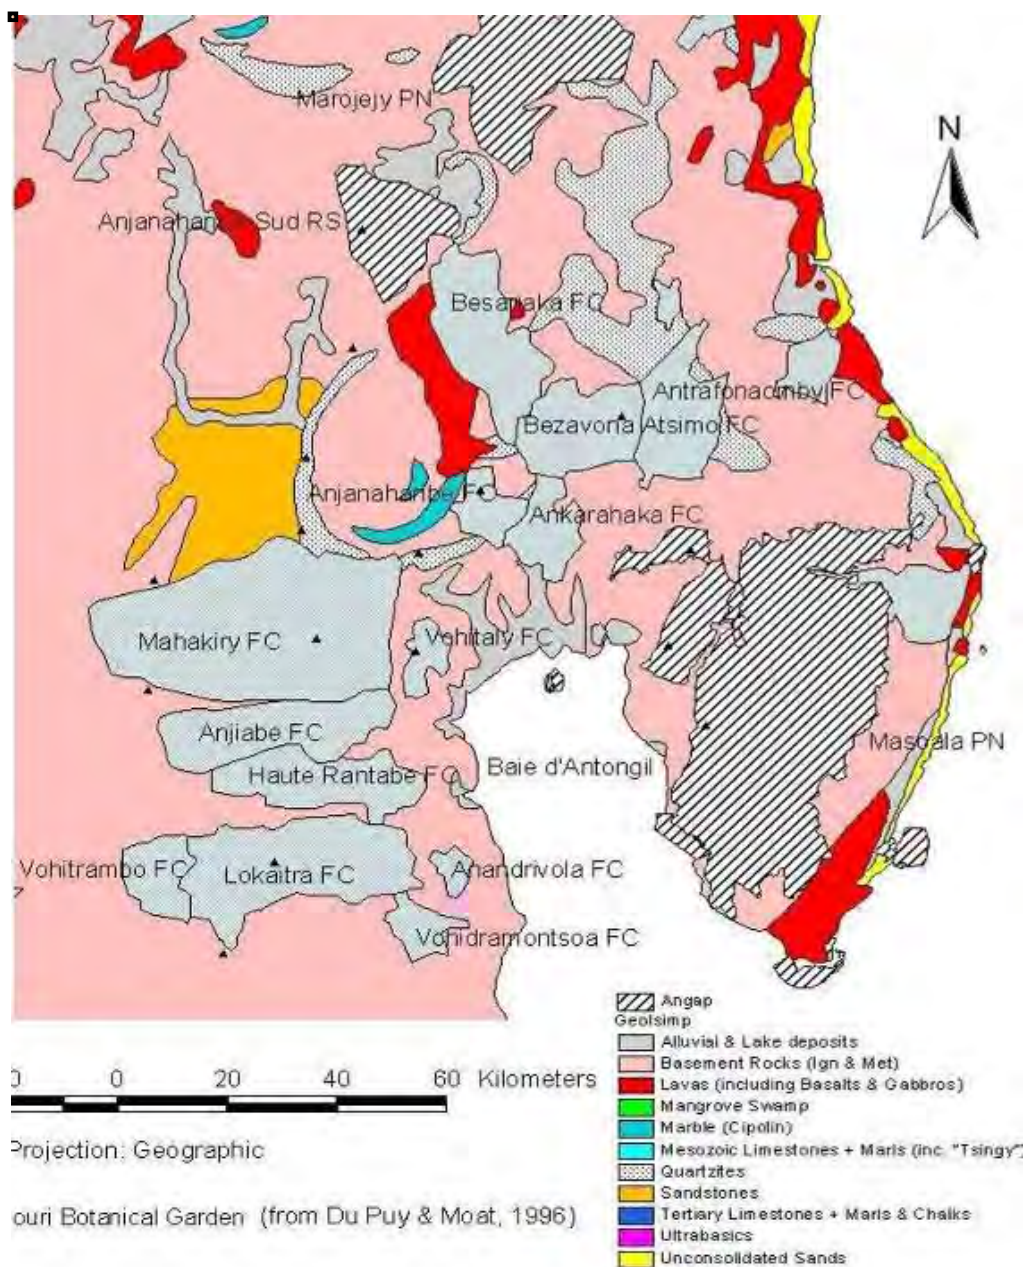 Marojejy PN
N
Sud RS
Besariaka FC
Antrafonaomby FC
Bezavona Atsimo FC
Anjanaharibe FC
Ankarahaka FC
Mahakiry FC
Vohitaly FC
Anjiabe FC
Masoala PN
Haute Rantabe FC
Baie d'Antongil
Vohitrambo FC
Lokaitra FC
Anandrivola FC
Vohidramontsoa FC
Angap
Geolsimp
Alluvial & Lake deposits
Basement Rocks (Ign & Met)
Lavas (including Basalts & Gabbros)
Mangrove Swamp
Marble (Cipolin)
Mesozoic Limestones + Marls (inc. "Tsingy")
Quartzites
Sandstones
Tertiary Limestones + Marls & Chalks
Ultrabasics
Unconsolidated Sands
0 0 20 40 60 Kilometers
Projection: Geographic
ouri Botanical Garden (from Du Puy & Moat, 1996)